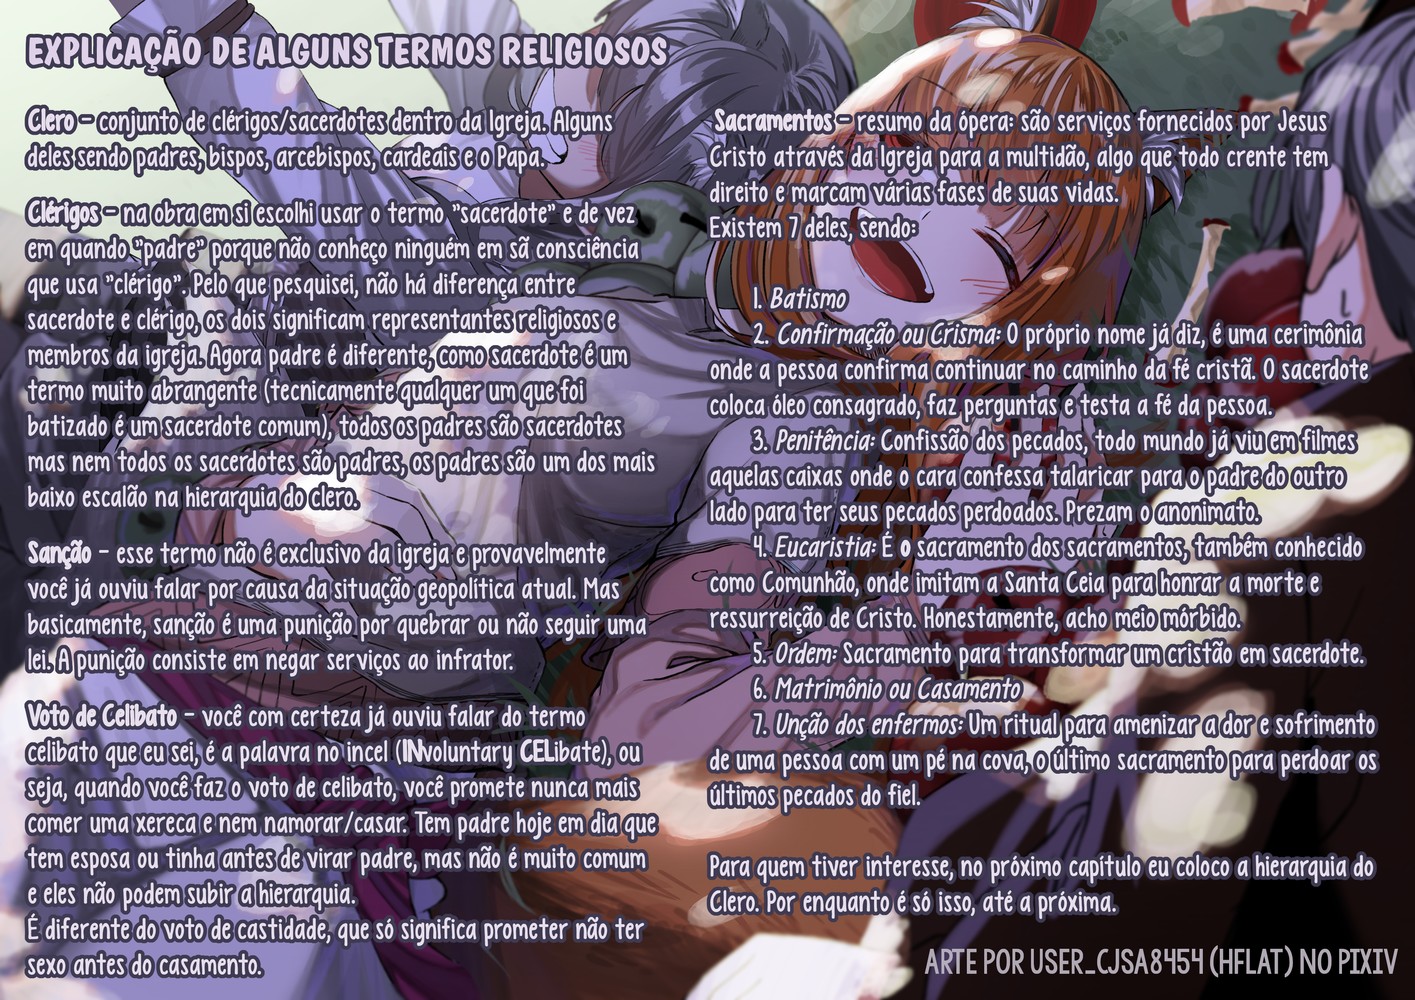 EXPLICAÇÃO DE ALGUNS TERMOS RELIGIOSOS
Clero - conjunto de clérigos/sacerdotes dentro da Igreja. Alguns
deles sendo padres, bispos, arcebispos, cardeais e o Papa.
Clérigos - na obra em si escolhi usar o termo "sacerdote" e de vez
em quando "padre" porque não conheço ninguém em sã consciência
que usa "clérigo". Pelo que pesquisei, não há diferença entre
sacerdote e clérigo, os dois significam representantes religiosos e
membros da igreja. Agora padre é diferente, como sacerdote é um
termo muito abrangente (tecnicamente qualquer um que foi
batizado é um sacerdote comum), todos os padres são sacerdotes
mas nem todos os sacerdotes são padres, os padres são um dos mais
baixo escalão na hierarquia do clero.
Sanção - esse termo não é exclusivo da igreja e provavelmente
você já ouviu falar por causa da situação geopolítica atual. Mas
basicamente, sanção é uma punição por quebrar ou não seguir uma
lei. A punição consiste em negar serviços ao infrator.
Voto de Celibato - você com certeza já ouviu falar do termo
celibato que eu sei, é a palavra no incel (INvoluntary CELibate), ou
seja, quando você faz o voto de celibato, você promete nunca mais
comer uma xereca e nem namorar/casar. Tem padre hoje em dia que
tem esposa ou tinha antes de virar padre, mas não é muito comum
e eles não podem subir a hierarquia.
É diferente do voto de castidade, que só significa prometer não ter
sexo antes do casamento.
Sacramentos - resumo da ópera: são serviços fornecidos por Jesus
Cristo através da Igreja para a multidão, algo que todo crente tem
direito e marcam várias fases de suas vidas.
Existem 7 deles, sendo:
1. Batismo
2. Confirmação ou Crisma: O próprio nome já diz, é uma cerimônia
onde a pessoa confirma continuar no caminho da fé cristã. O sacerdote
coloca óleo consagrado, faz perguntas e testa a fé da pessoa.
3. Penitência: Confissão dos pecados, todo mundo já viu em filmes
aquelas caixas onde o cara confessa talaricar para o padre do outro
lado para ter seus pecados perdoados. Prezam o anonimato.
4. Eucaristia: É o sacramento dos sacramentos, também conhecido
como Comunhão, onde imitam a Santa Ceia para honrar a morte e
ressurreição de Cristo. Honestamente, acho meio mórbido.
5. Ordem: Sacramento para transformar um cristão em sacerdote.
6. Matrimônio ou Casamento
7. Unção dos enfermos: Um ritual para amenizar a dor e sofrimento
de uma pessoa com um pé na cova, o último sacramento para perdoar os
últimos pecados do fiel.
Para quem tiver interesse, no próximo capítulo eu coloco a hierarquia do
Clero. Por enquanto é só isso, até a próxima.
ARTE POR USER_CJSA8454 (HFLAT) NO PIXIV